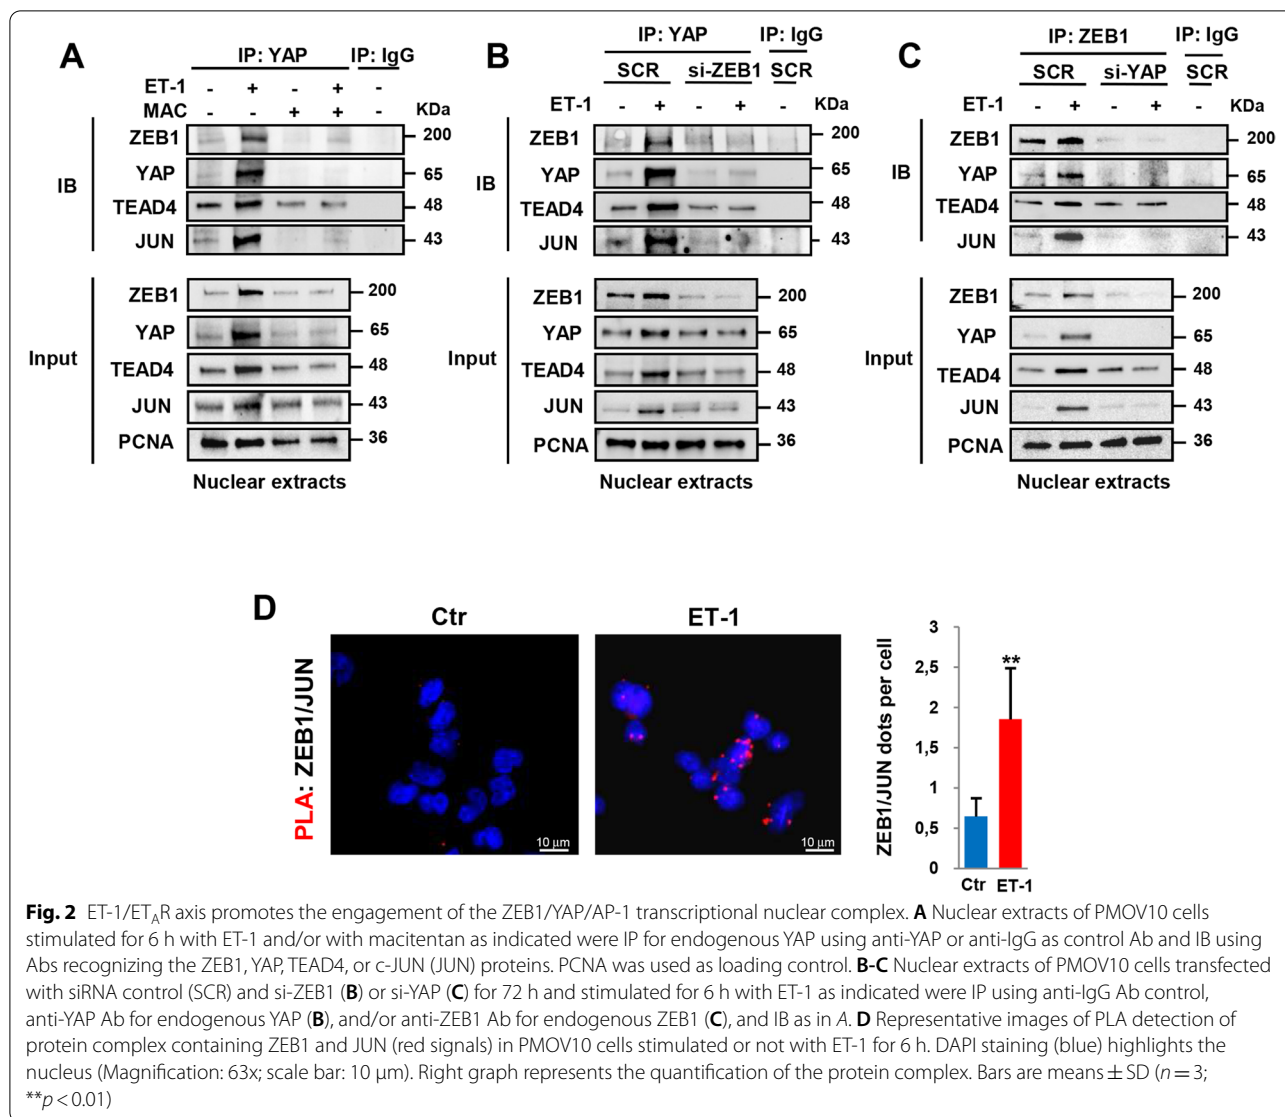 A
IP: YAP IP: IgG
ET-1 - + - + -
MAC - - + + - KDa
IB
ZEB1 200
YAP 65
TEAD4 48
JUN 43
Input
ZEB1 200
YAP 65
TEAD4 48
JUN 43
PCNA 36
Nuclear extracts
B
IP: YAP IP: IgG
SCR si-ZEB1 SCR
ET-1 - + - + - KDa
IB
ZEB1 200
YAP 65
TEAD4 48
JUN 43
Input
ZEB1 200
YAP 65
TEAD4 48
JUN 43
PCNA 36
Nuclear extracts
C
IP: ZEB1 IP: IgG
SCR si-YAP SCR
ET-1 - + - + - KDa
IB
ZEB1 200
YAP 65
TEAD4 48
JUN 43
Input
ZEB1 200
YAP 65
TEAD4 48
JUN 43
PCNA 36
Nuclear extracts
D
Ctr ET-1
PLA: ZEB1/JUN
10 µm
10 µm
ZEB1/JUN dots per cell
3
2,5
2
1,5
1
0,5
0
**
Ctr ET-1
Fig. 2 ET-1/ETAR axis promotes the engagement of the ZEB1/YAP/AP-1 transcriptional nuclear complex. A Nuclear extracts of PMOV10 cells
stimulated for 6 h with ET-1 and/or with macitentan as indicated were IP for endogenous YAP using anti-YAP or anti-IgG as control Ab and IB using
Abs recognizing the ZEB1, YAP, TEAD4, or c-JUN (JUN) proteins. PCNA was used as loading control. B-C Nuclear extracts of PMOV10 cells transfected
with siRNA control (SCR) and si-ZEB1 (B) or si-YAP (C) for 72 h and stimulated for 6 h with ET-1 as indicated were IP using anti-IgG Ab control,
anti-YAP Ab for endogenous YAP (B), and/or anti-ZEB1 Ab for endogenous ZEB1 (C), and IB as in A. D Representative images of PLA detection of
protein complex containing ZEB1 and JUN (red signals) in PMOV10 cells stimulated or not with ET-1 for 6 h. DAPI staining (blue) highlights the
nucleus (Magnification: 63x; scale bar: 10 µm). Right graph represents the quantification of the protein complex. Bars are means ± SD (n = 3;
**p < 0.01)